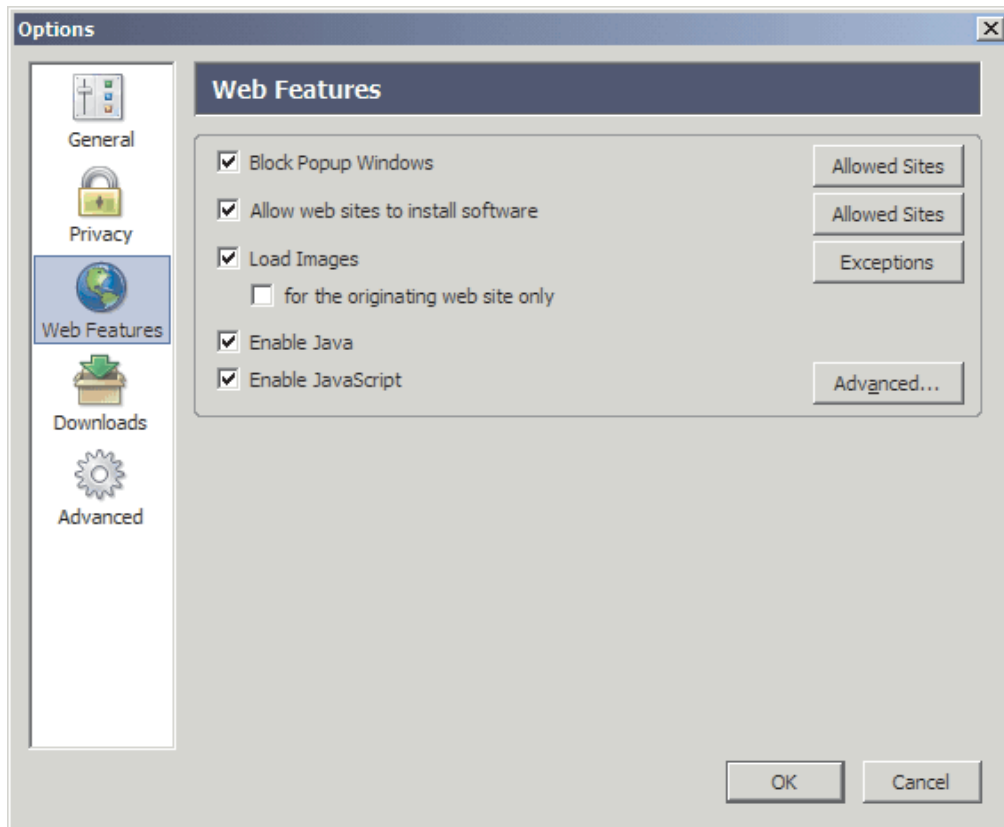 Options
General
Privacy
Web Features
Downloads
Advanced
Web Features
Block Popup Windows
Allowed Sites
Allow web sites to install software
Allowed Sites
Load Images
Exceptions
for the originating web site only
Enable Java
Enable JavaScript
Advanced...
OK
Cancel